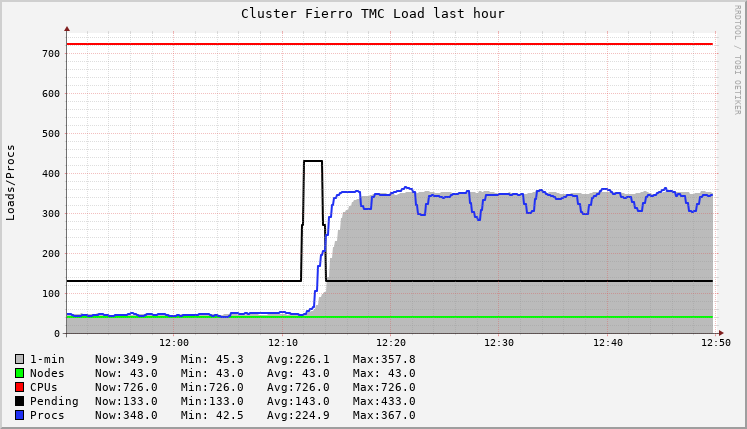 Cluster Fierro TMC Load last hour
RRDTOOL / TOBI OETIKER
Loads/Procs
700
600
500
400
300
200
100
0
12:00 12:10 12:20 12:30 12:40 12:50
1-min Now:349.9 Min: 45.3 Avg:226.1 Max:357.8
Nodes Now: 43.0 Min: 43.0 Avg: 43.0 Max: 43.0
CPUs Now:726.0 Min:726.0 Avg:726.0 Max:726.0
Pending Now:133.0 Min:133.0 Avg:143.0 Max:433.0
Procs Now:348.0 Min: 42.5 Avg:224.9 Max:367.0